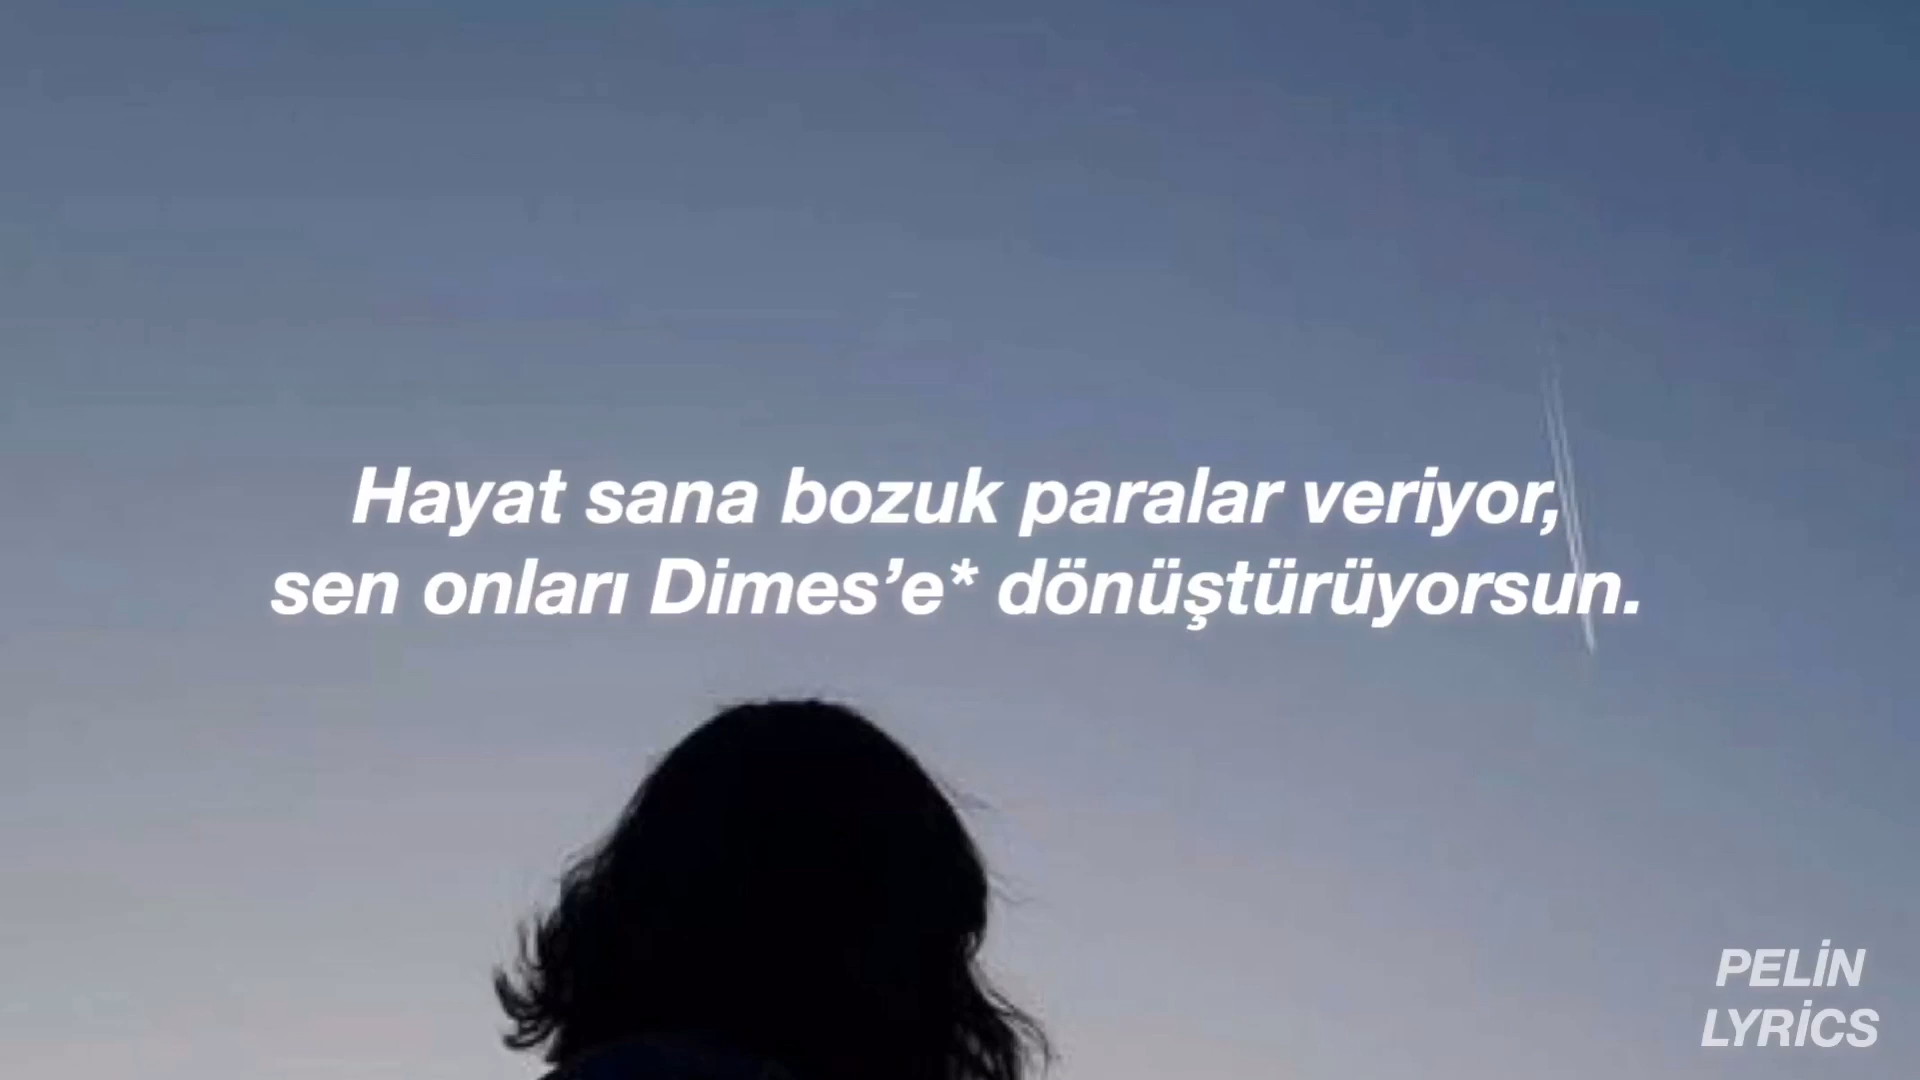 Hayat sana bozuk paralar veriyor,
sen onları Dimes’e* dönüştürüyorsun.
PELİN
LYRİCS